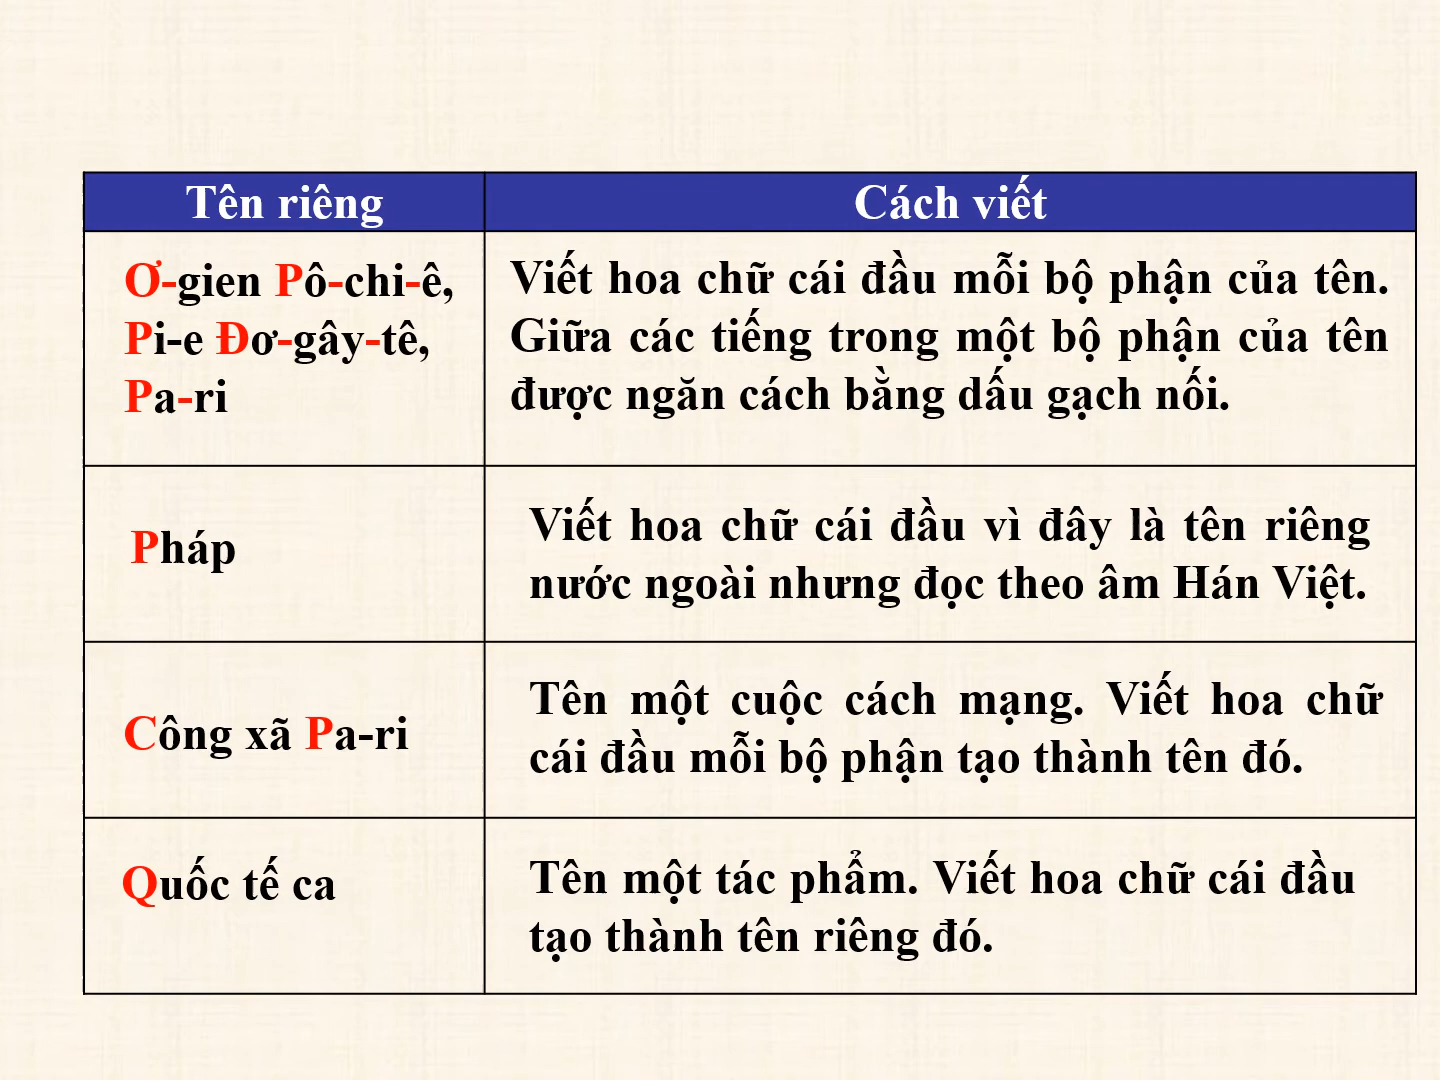 Tên riêng
Cách viết
Ơ-gien Pô-chi-ê,
Pi-e Đơ-gây-tê,
Pa-ri
Viết hoa chữ cái đầu mỗi bộ phận của tên.
Giữa các tiếng trong một bộ phận của tên
được ngăn cách bằng dấu gạch nối.
Pháp
Viết hoa chữ cái đầu vì đây là tên riêng
nước ngoài nhưng đọc theo âm Hán Việt.
Công xã Pa-ri
Tên một cuộc cách mạng. Viết hoa chữ
cái đầu mỗi bộ phận tạo thành tên đó.
Quốc tế ca
Tên một tác phẩm. Viết hoa chữ cái đầu
tạo thành tên riêng đó.